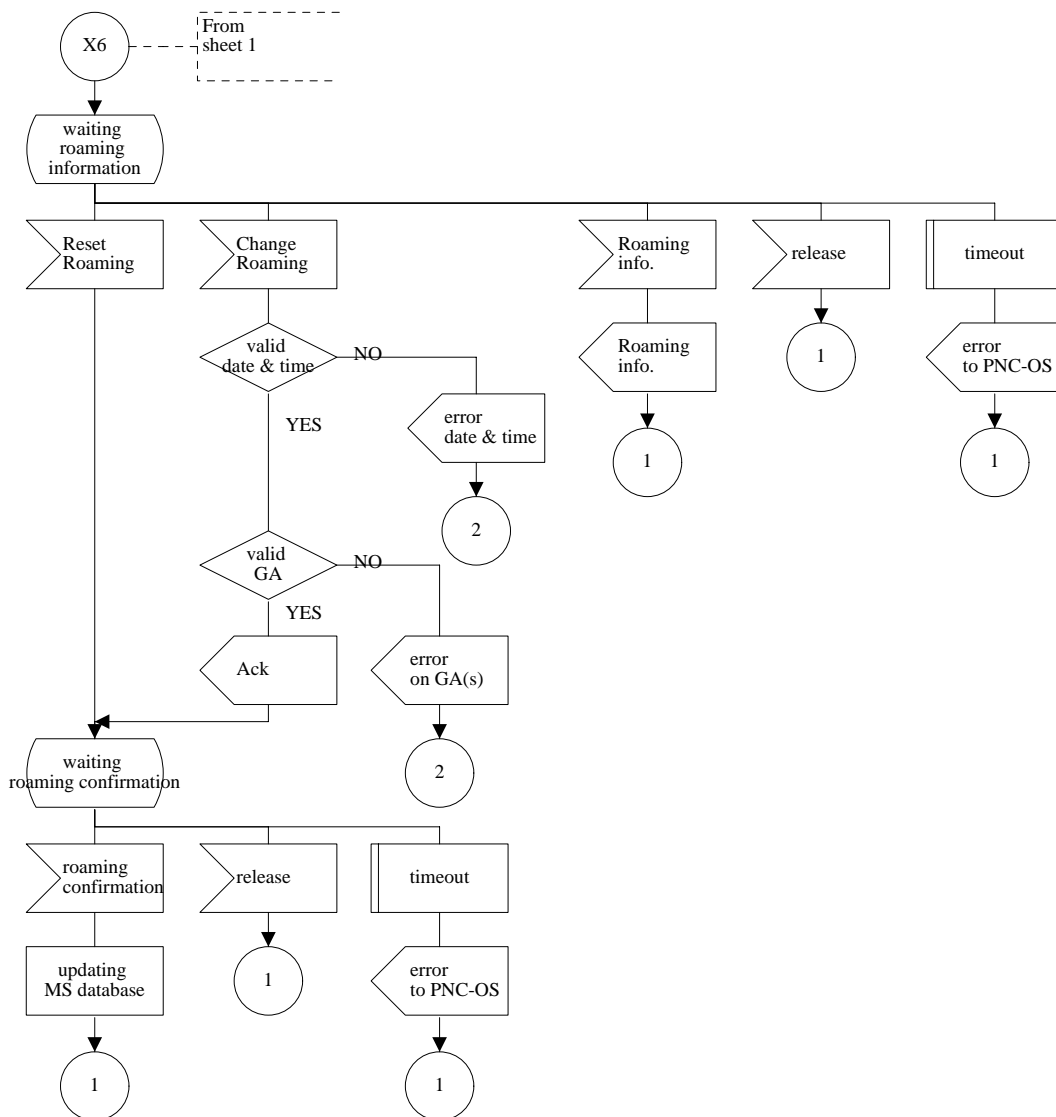 X6
From
sheet 1
waiting
roaming
information
Reset
Roaming
Change
Roaming
Roaming
info.
release
timeout
valid
date & time
NO
YES
Roaming
info.
1
error
to PNC-OS
error
date & time
1
1
2
valid
GA
NO
YES
Ack
error
on GA(s)
waiting
roaming confirmation
2
roaming
confirmation
release
timeout
updating
MS database
1
error
to PNC-OS
1
1